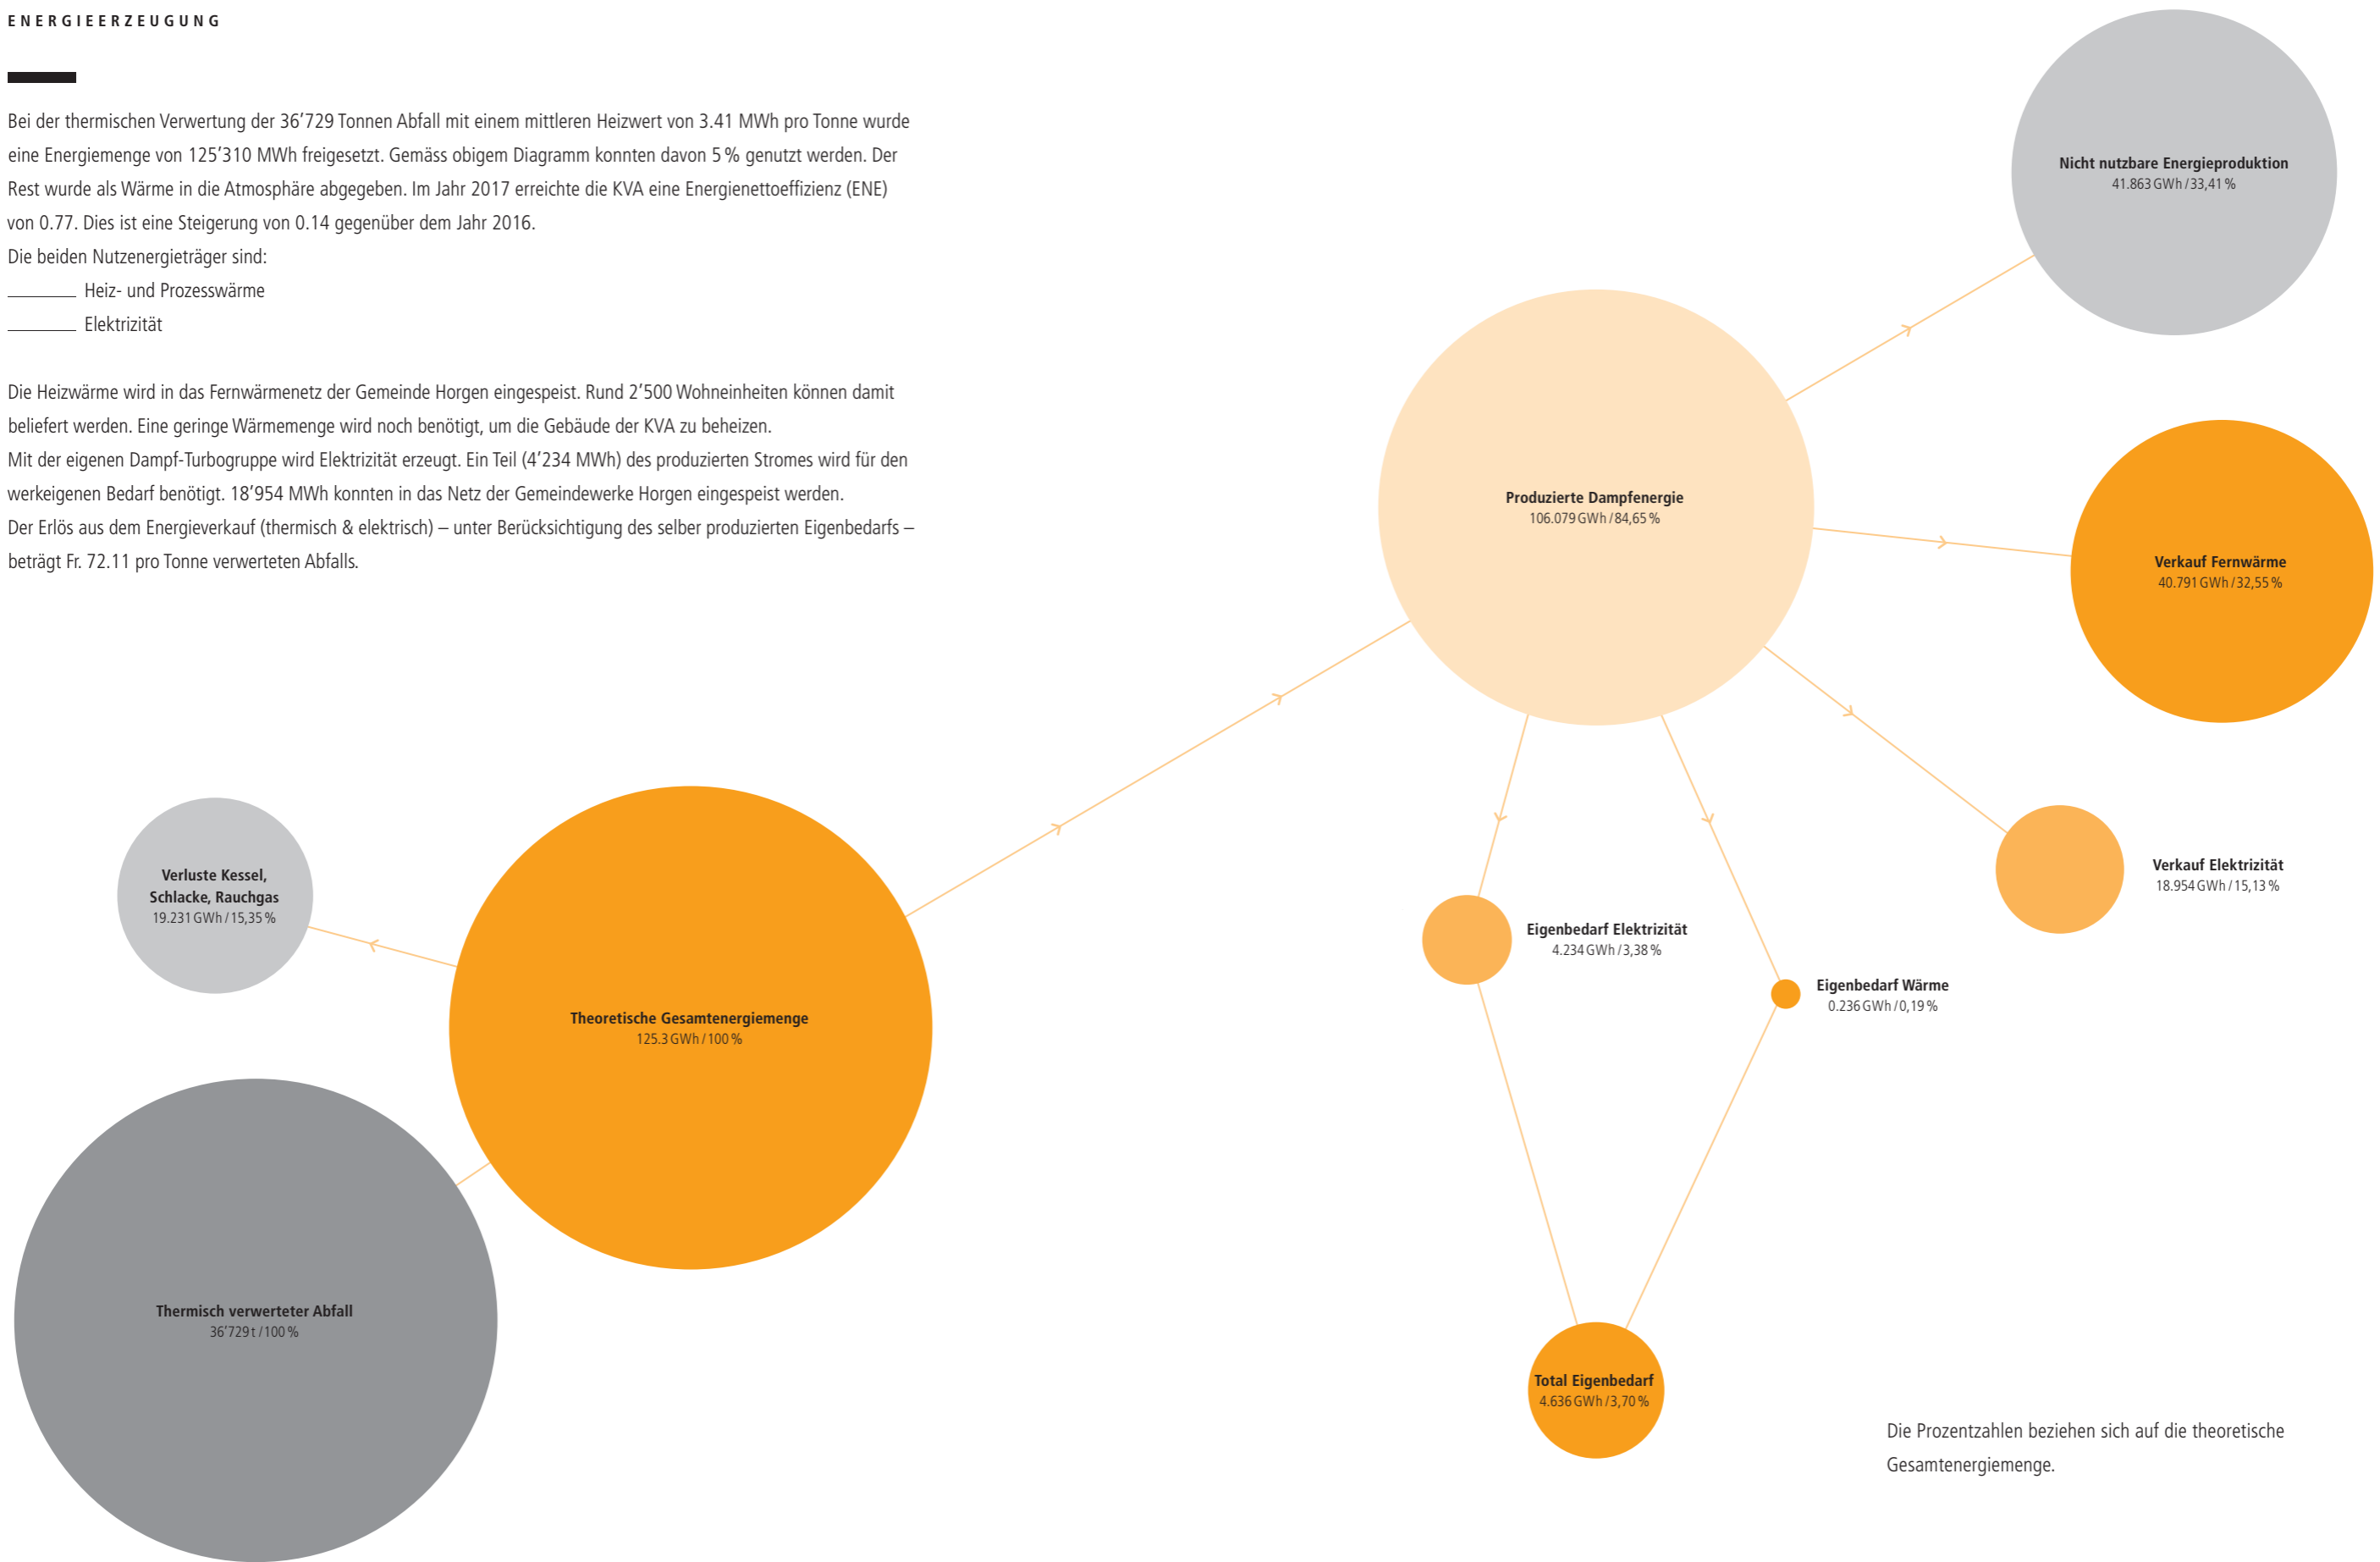 ENERGIEERZEUGUNG
Bei der thermischen Verwertung der 36’729 Tonnen Abfall mit einem mittleren Heizwert von 3.41 MWh pro Tonne wurde
eine Energiemenge von 125’310 MWh freigesetzt. Gemäss obigem Diagramm konnten davon 5 % genutzt werden. Der
Rest wurde als Wärme in die Atmosphäre abgegeben. Im Jahr 2017 erreichte die KVA eine Energienettoeffizienz (ENE)
von 0.77. Dies ist eine Steigerung von 0.14 gegenüber dem Jahr 2016.
Die beiden Nutzenergieträger sind:
Heiz- und Prozesswärme
Elektrizität
Die Heizwärme wird in das Fernwärmenetz der Gemeinde Horgen eingespeist. Rund 2’500 Wohneinheiten können damit
beliefert werden. Eine geringe Wärmemenge wird noch benötigt, um die Gebäude der KVA zu beheizen.
Mit der eigenen Dampf-Turbogruppe wird Elektrizität erzeugt. Ein Teil (4’234 MWh) des produzierten Stromes wird für den
werkeigenen Bedarf benötigt. 18’954 MWh konnten in das Netz der Gemeindewerke Horgen eingespeist werden.
Der Erlös aus dem Energieverkauf (thermisch & elektrisch) – unter Berücksichtigung des selber produzierten Eigenbedarfs –
beträgt Fr. 72.11 pro Tonne verwerteten Abfalls.
Nicht nutzbare Energieproduktion
41.863 GWh / 33,41 %
Produzierte Dampfenergie
106.079 GWh / 84,65 %
Verkauf Fernwärme
40.791 GWh / 32,55 %
Verkauf Elektrizität
18.954 GWh / 15,13 %
Verluste Kessel,
Schlacke, Rauchgas
19.231 GWh / 15,35 %
Eigenbedarf Elektrizität
4.234 GWh / 3,38 %
Eigenbedarf Wärme
0.236 GWh / 0,19 %
Theoretische Gesamtenergiemenge
125.3 GWh / 100 %
Thermisch verwerteter Abfall
36’729 t / 100 %
Total Eigenbedarf
4.636 GWh / 3,70 %
Die Prozentzahlen beziehen sich auf die theoretische
Gesamtenergiemenge.